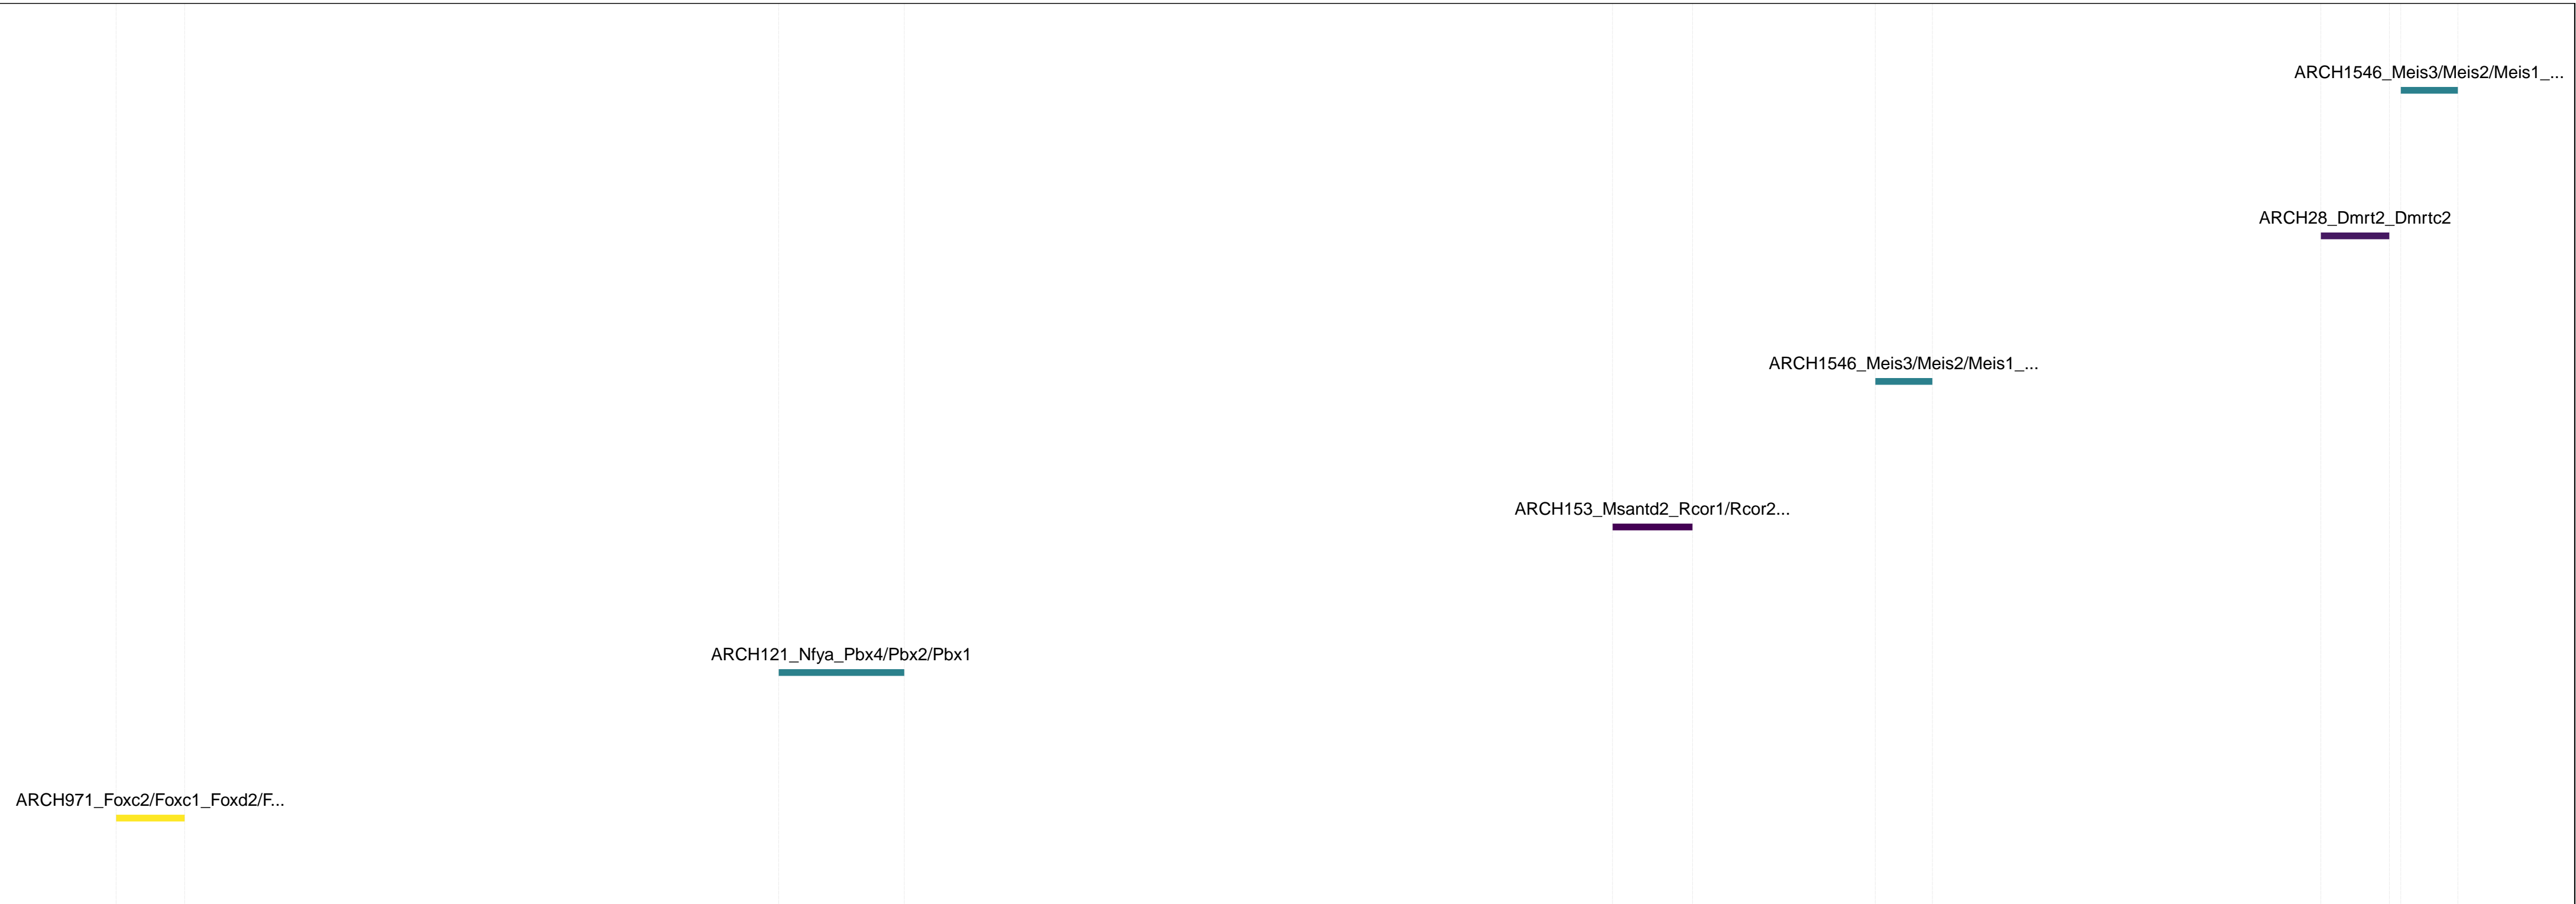 ARCH1546_Meis3/Meis2/Meis1_...
ARCH28_Dmrt2_Dmrtc2
ARCH1546_Meis3/Meis2/Meis1_...
ARCH153_Msantd2_Rcor1/Rcor2...
ARCH121_Nfya_Pbx4/Pbx2/Pbx1
ARCH971_Foxc2/Foxc1_Foxd2/F...